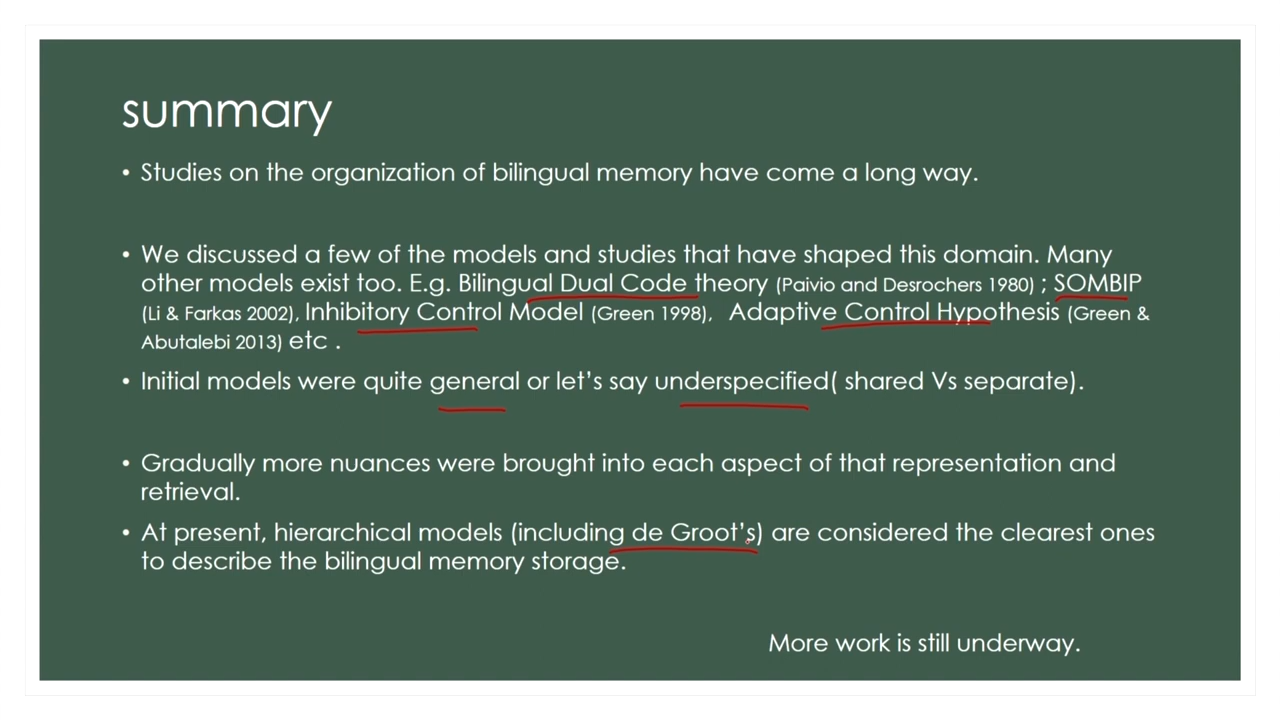 summary
• Studies on the organization of bilingual memory have come a long way.
• We discussed a few of the models and studies that have shaped this domain. Many
other models exist too. E.g. Bilingual Dual Code theory (Paivio and Desrochers 1980) ; SOMBIP
(Li & Farkas 2002), Inhibitory Control Model (Green 1998), Adaptive Control Hypothesis (Green &
Abutalebi 2013) etc .
• Initial models were quite general or let's say underspecified( shared Vs separate).
• Gradually more nuances were brought into each aspect of that representation and
retrieval.
• At present, hierarchical models (including de Groot's) are considered the clearest ones
to describe the bilingual memory storage.
More work is still underway.